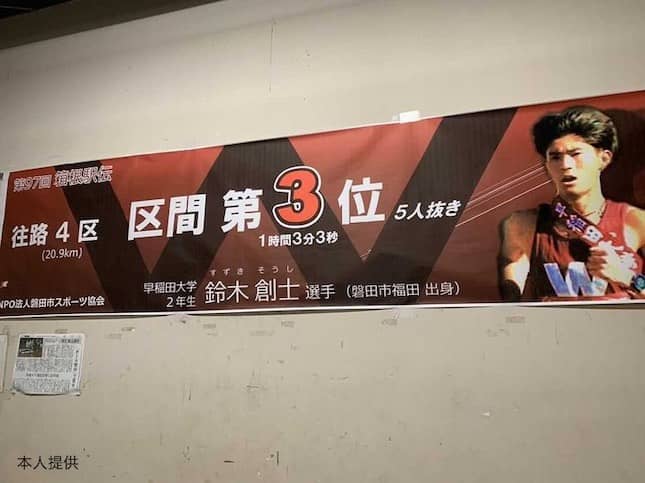 第97回 箱根駅伝
往路 4 区
(20.9km)
区間 第 3 位 5人抜き
1時間3分3秒
早稲田大学
2年生
すずき そうし
鈴木 創士 選手 (磐田市福田 出身)
NPO法人磐田市スポーツ協会
早稲田
W
本人提供